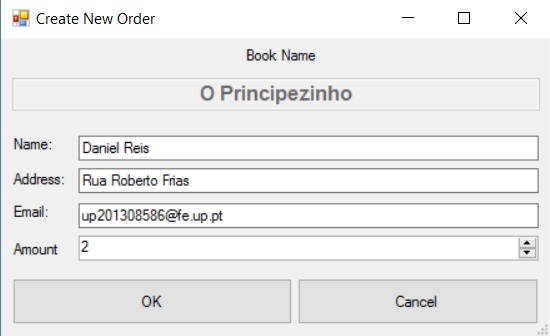 Create New Order
Book Name
O Principezinho
Name: Daniel Reis
Address: Rua Roberto Frias
Email: up201308586@fe.up.pt
Amount 2
OK Cancel